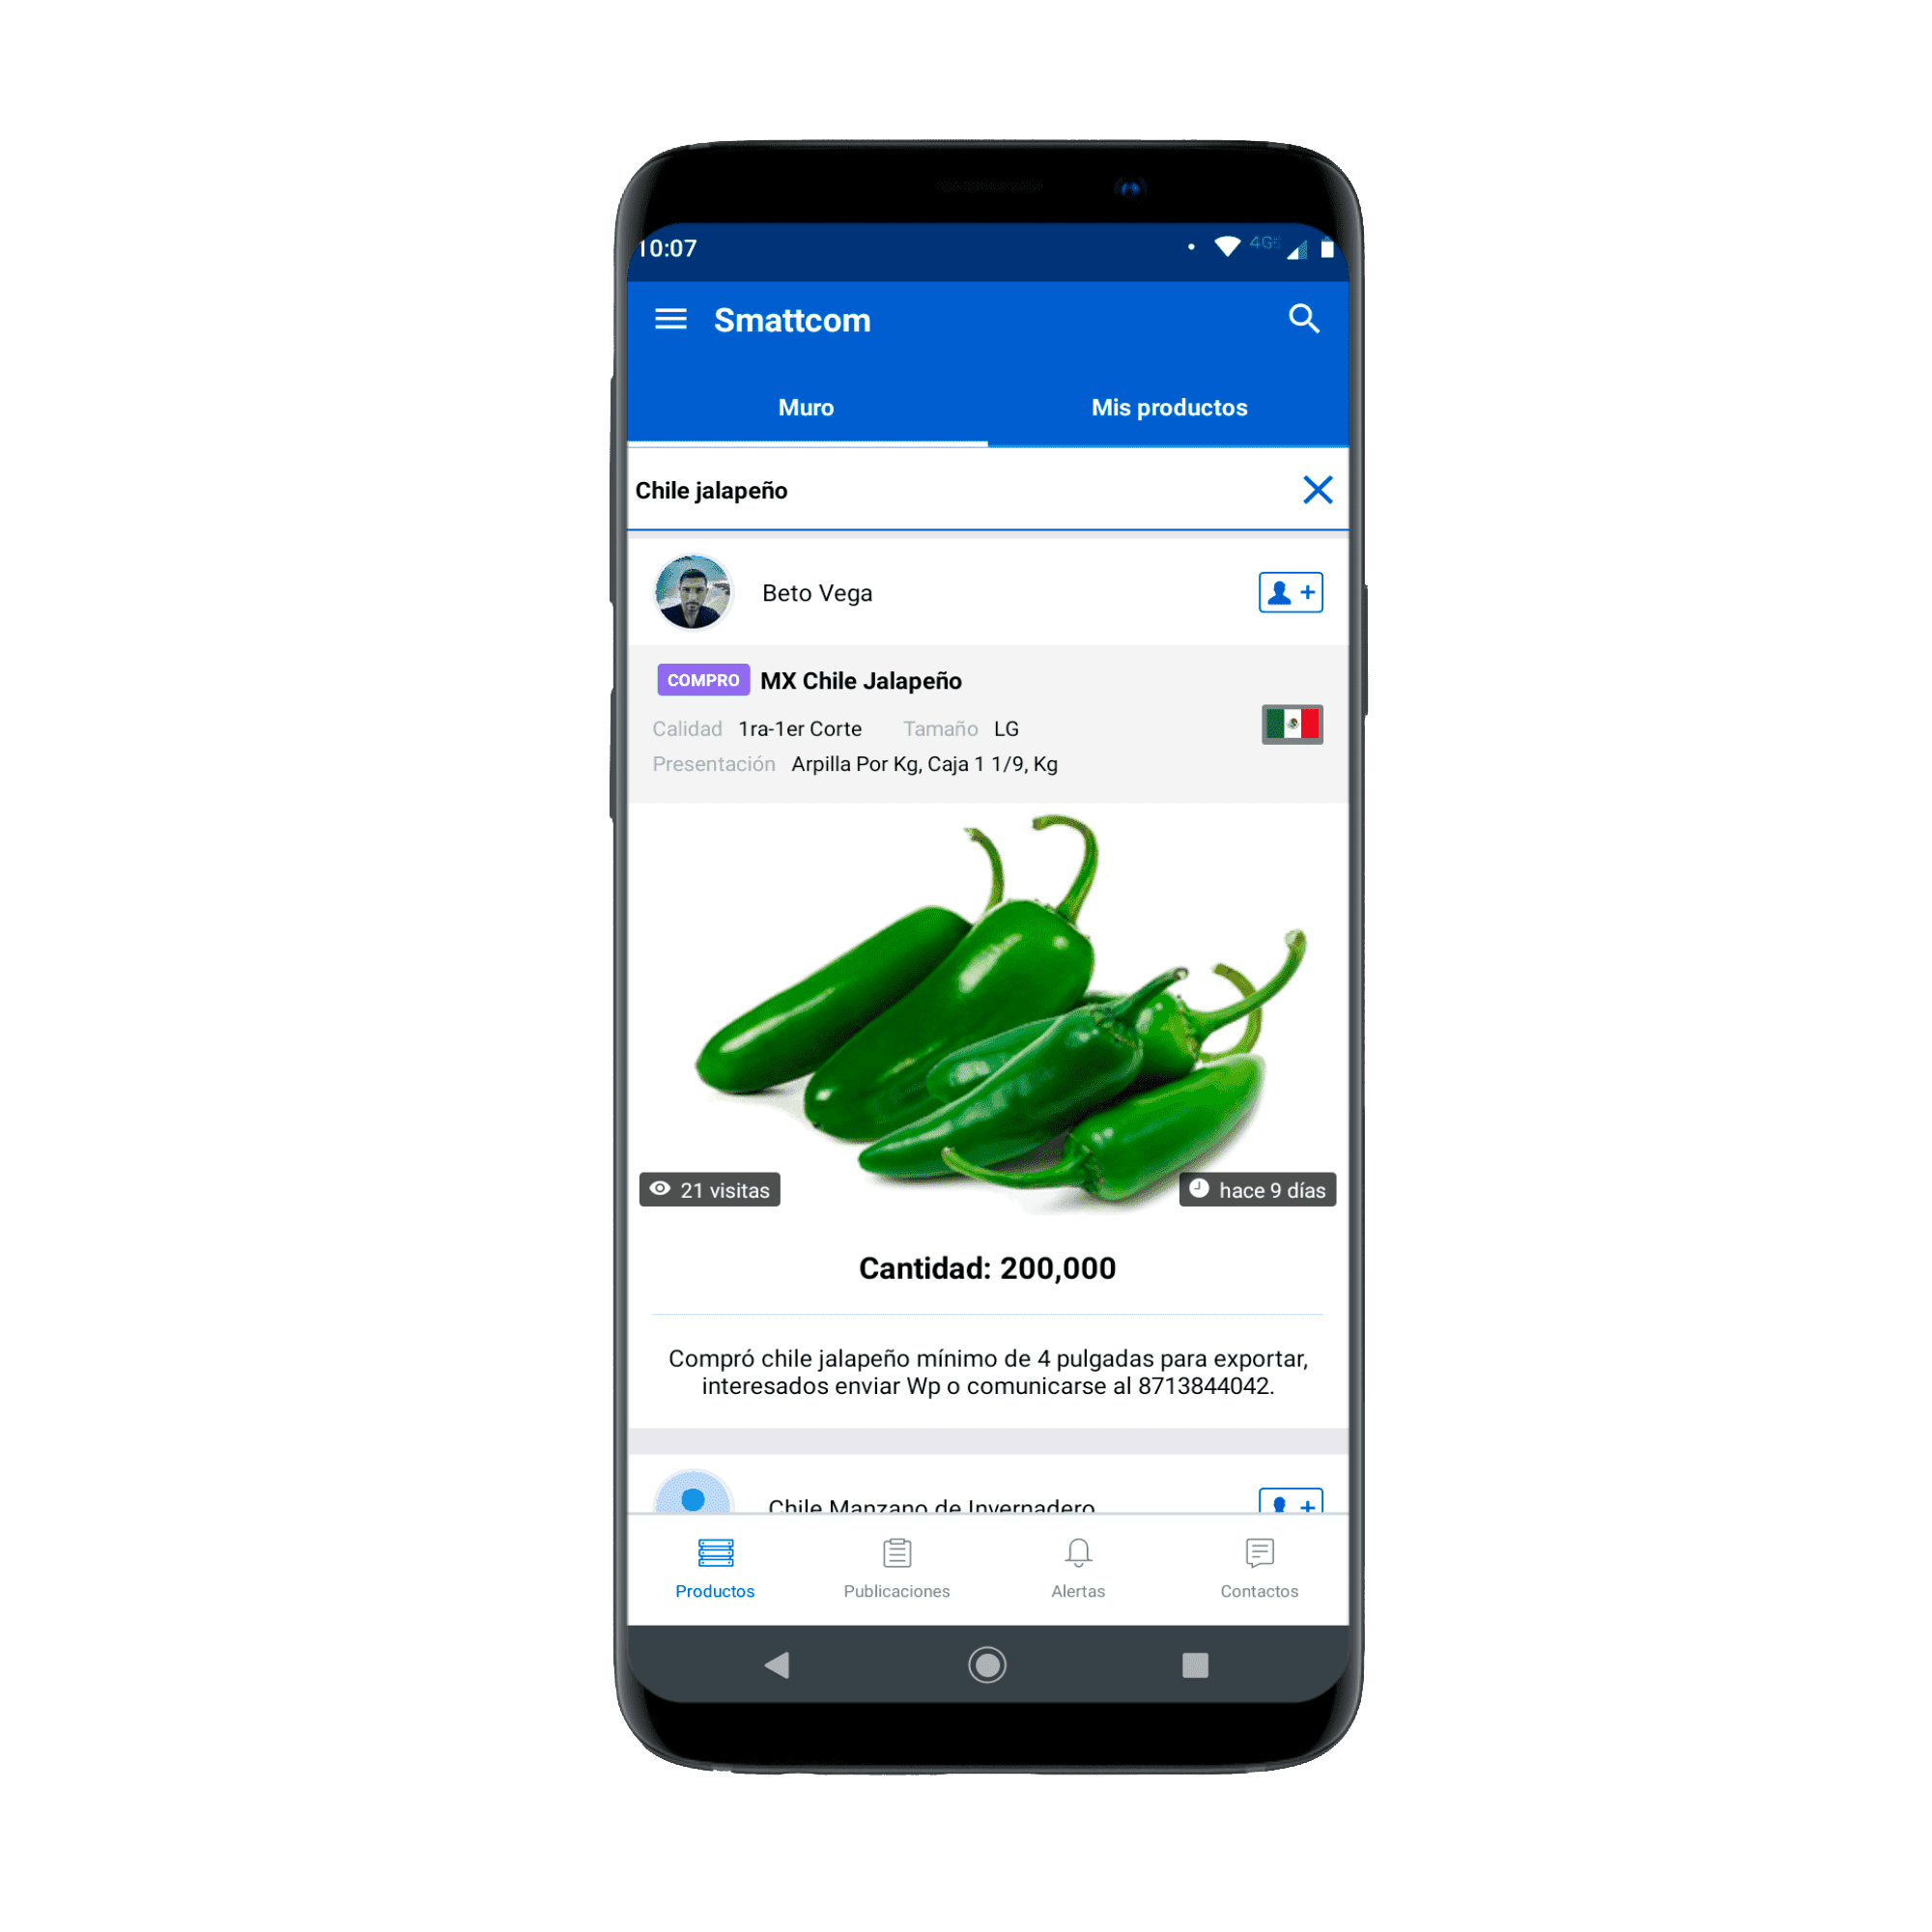 10:07
4G
Smattcom
Muro Mis productos
Chile jalapeño
Beto Vega
COMPRO MX Chile Jalapeño
Calidad 1ra-1er Corte Tamaño LG
Presentación Arpilla Por Kg, Caja 1 1/9, Kg
21 visitas hace 9 días
Cantidad: 200,000
Compró chile jalapeño mínimo de 4 pulgadas para exportar,
interesados enviar Wp o comunicarse al 8713844042.
Chile Manzano de Invernadero
Productos Publicaciones Alertas Contactos